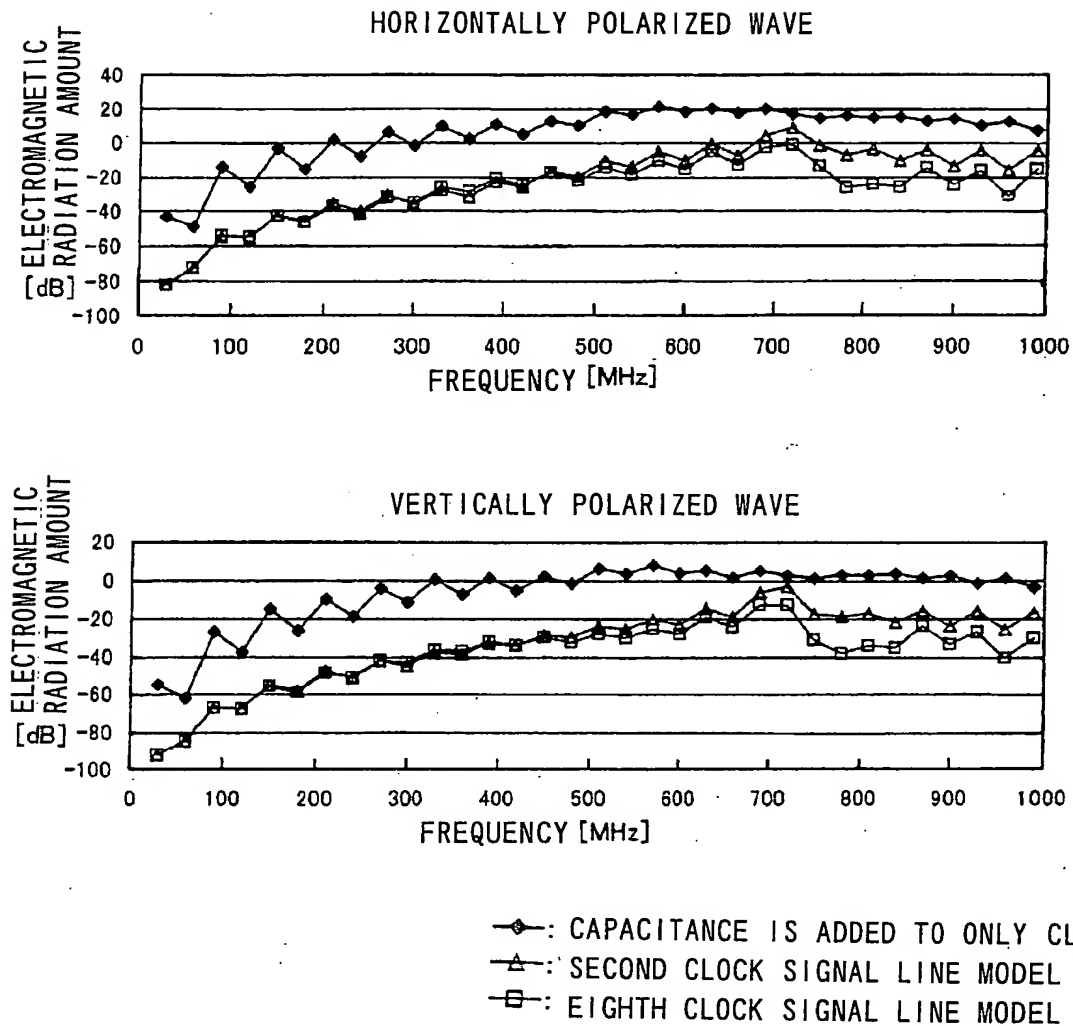 HORIZONTALLY POLARIZED WAVE
ELECTROMAGNETIC
RADIATION AMOUNT
[dB]
40
20
0
-20
-40
-60
-80
-100
0 100 200 300 400 500 600 700 800 900 1000
FREQUENCY [MHz]
VERTICALLY POLARIZED WAVE
ELECTROMAGNETIC
RADIATION AMOUNT
[dB]
20
0
-20
-40
-60
-80
-100
0 100 200 300 400 500 600 700 800 900 1000
FREQUENCY [MHz]
: CAPACITANCE IS ADDED TO ONLY CL
: SECOND CLOCK SIGNAL LINE MODEL
: EIGHTH CLOCK SIGNAL LINE MODEL